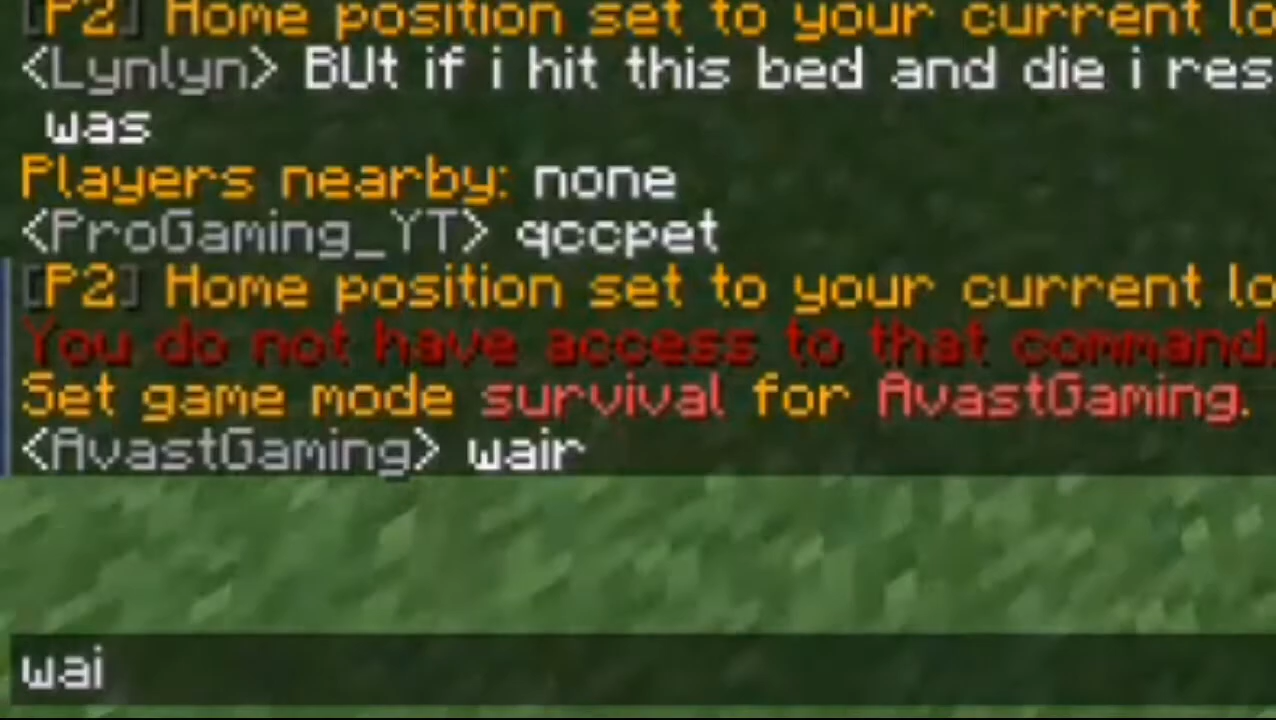 [P2] Home position set to your current lo
<Lynlyn> BUt if i hit this bed and die i res
was
Players nearby: none
<ProGaming_YT> qccpet
[P2] Home position set to your current lo
You do not have access to that command.
Set game mode survival for AvastGaming.
<AvastGaming> wair
wai